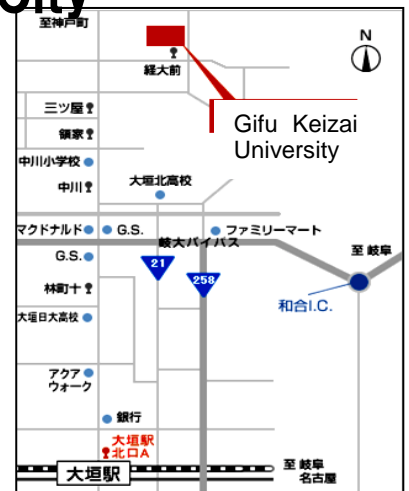 City
至神戸町
N
経大前
三ツ屋
領家
Gifu Keizai
University
中川小学校
大垣北高校
中川
マクドナルド
G.S.
ファミリーマート
岐大バイパス
至 岐阜
G.S.
21
258
林町十
和合I.C.
大垣日大高校
アクア
ウォーク
銀行
大垣駅
北口A
大垣駅
至 岐阜
名古屋